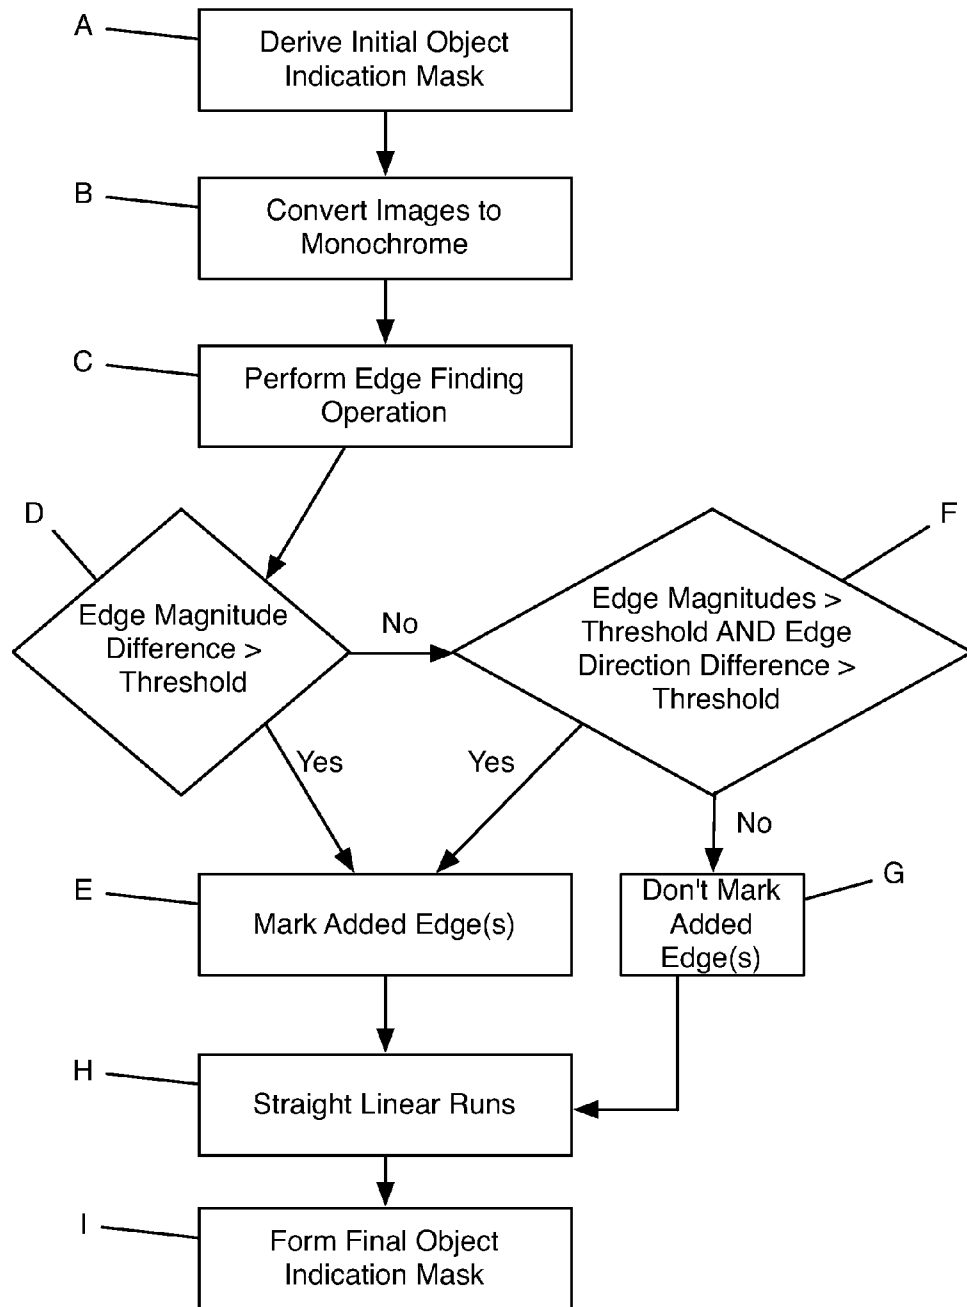 A
Derive Initial Object
Indication Mask
B
Convert Images to
Monochrome
C
Perform Edge Finding
Operation
D
Edge Magnitude
Difference >
Threshold
No
F
Edge Magnitudes >
Threshold AND Edge
Direction Difference >
Threshold
Yes
Yes
No
E
Mark Added Edge(s)
G
Don't Mark
Added
Edge(s)
H
Straight Linear Runs
I
Form Final Object
Indication Mask